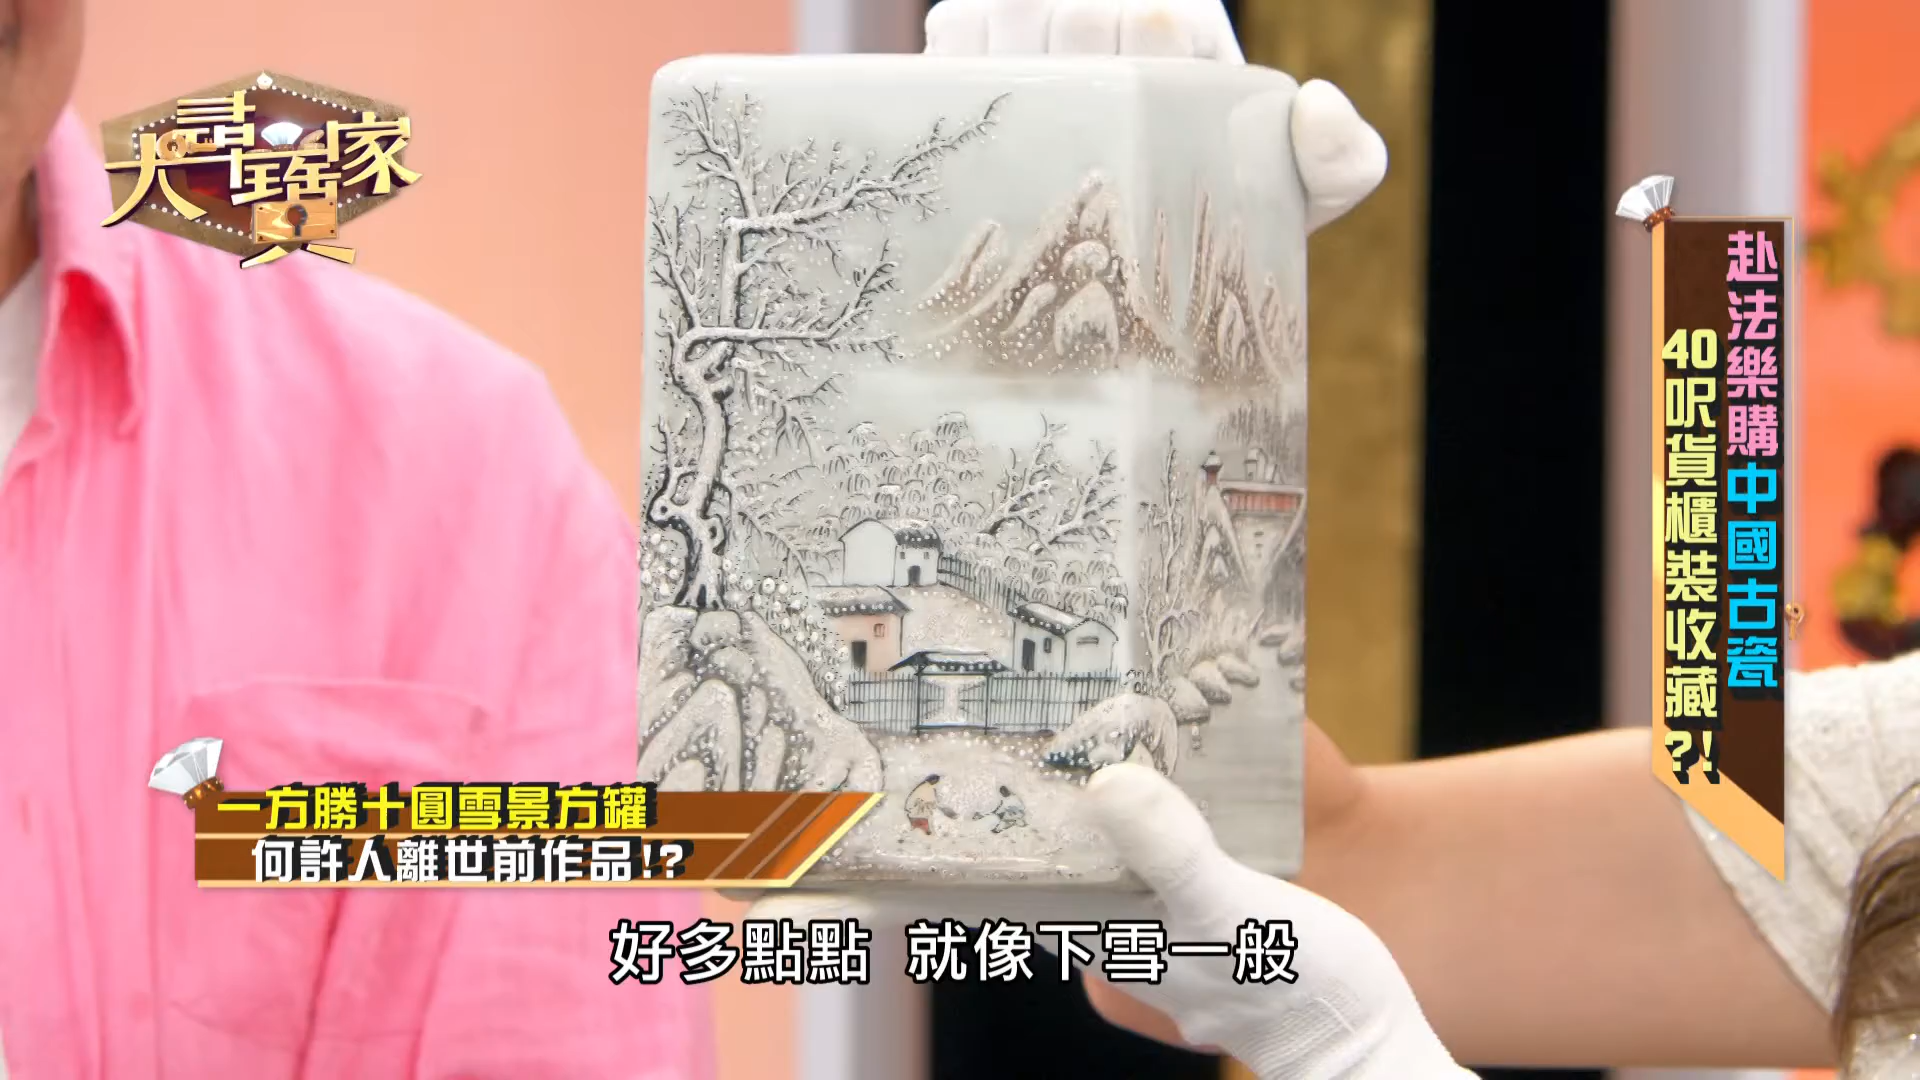 大尋寶家
赴法樂購中國古瓷
40呎貨櫃裝收藏?!
一方勝十圓雪景方罐
何許人離世前作品!?
好多點點 就像下雪一般